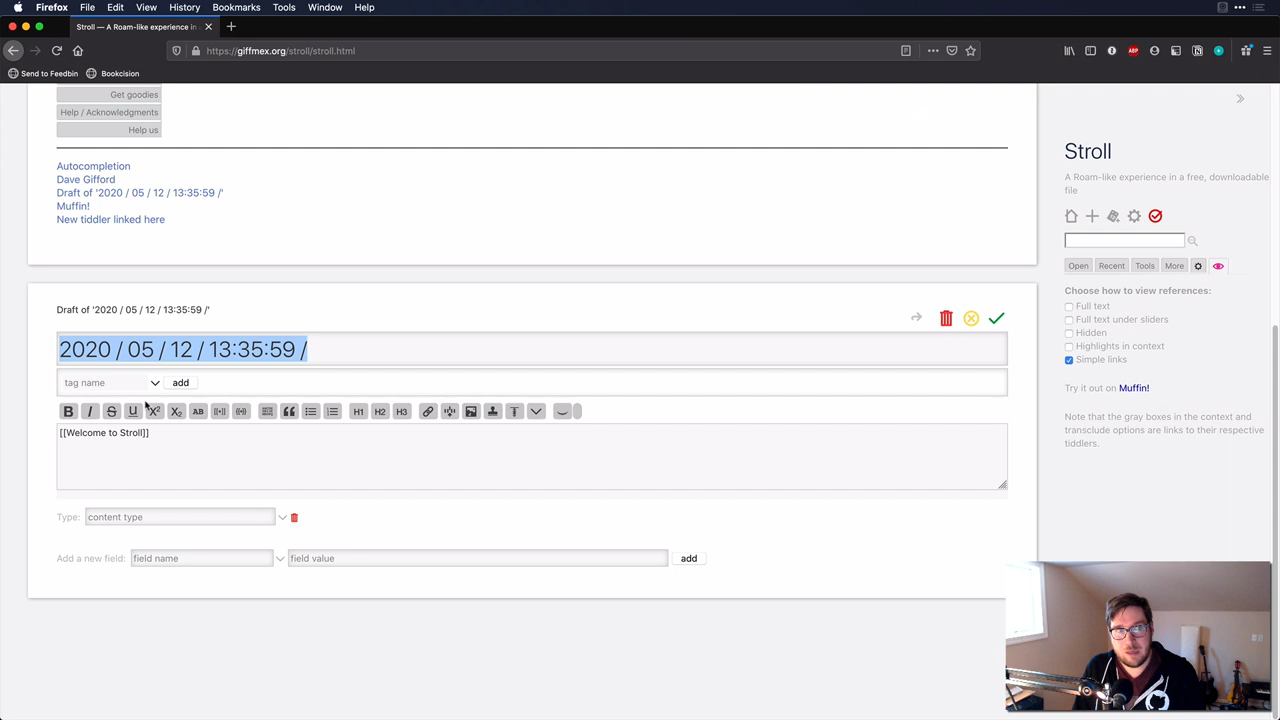 Firefox File Edit View History Bookmarks Tools Window Help
Stroll — A Roam-like experience in
https://giffmex.org/stroll/stroll.html
Send to Feedbin Bookcision
Get goodies
Help / Acknowledgments
Help us
Autocompletion
Dave Gifford
Draft of '2020 / 05 / 12 / 13:35:59 /'
Muffin!
New tiddler linked here
Draft of '2020 / 05 / 12 / 13:35:59 /'
2020 / 05 / 12 / 13:35:59 /
tag name add
B I S U X² X₂ AB H1 H2 H3
[[Welcome to Stroll]]
Type: content type
Add a new field: field name field value add
Stroll
A Roam-like experience in a free, downloadable
file
Open Recent Tools More
Choose how to view references:
Full text
Full text under sliders
Hidden
Highlights in context
Simple links
Try it out on Muffin!
Note that the gray boxes in the context and
transclude options are links to their respective
tiddlers.